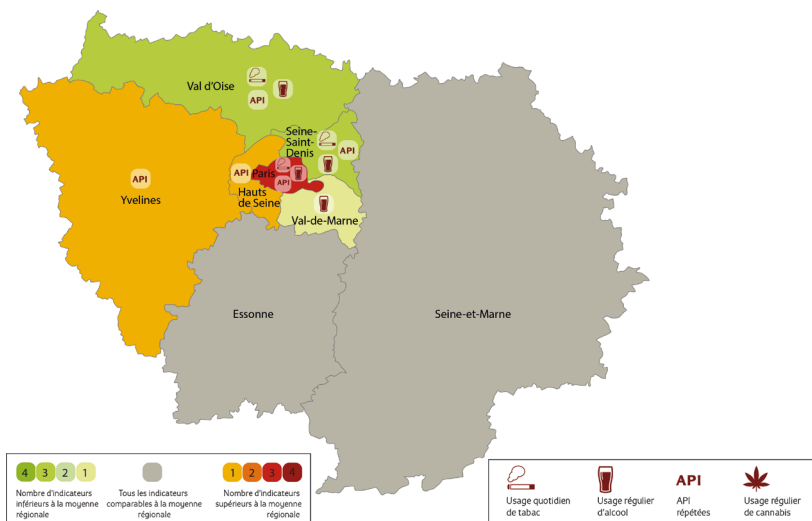 Val d'Oise
API
Seine-
Saint-
Denis
API
API
API
Paris
API
Yvelines
Hauts
de Seine
Val-de-Marne
Essonne
Seine-et-Marne
4 3 2 1
1 2 3 4
Nombre d'indicateurs
inférieurs à la moyenne
régionale
Tous les indicateurs
comparables à la moyenne
régionale
Nombre d'indicateurs
supérieurs à la moyenne
régionale
API
Usage quotidien
de tabac
Usage régulier
d'alcool
API
répétées
Usage régulier
de cannabis